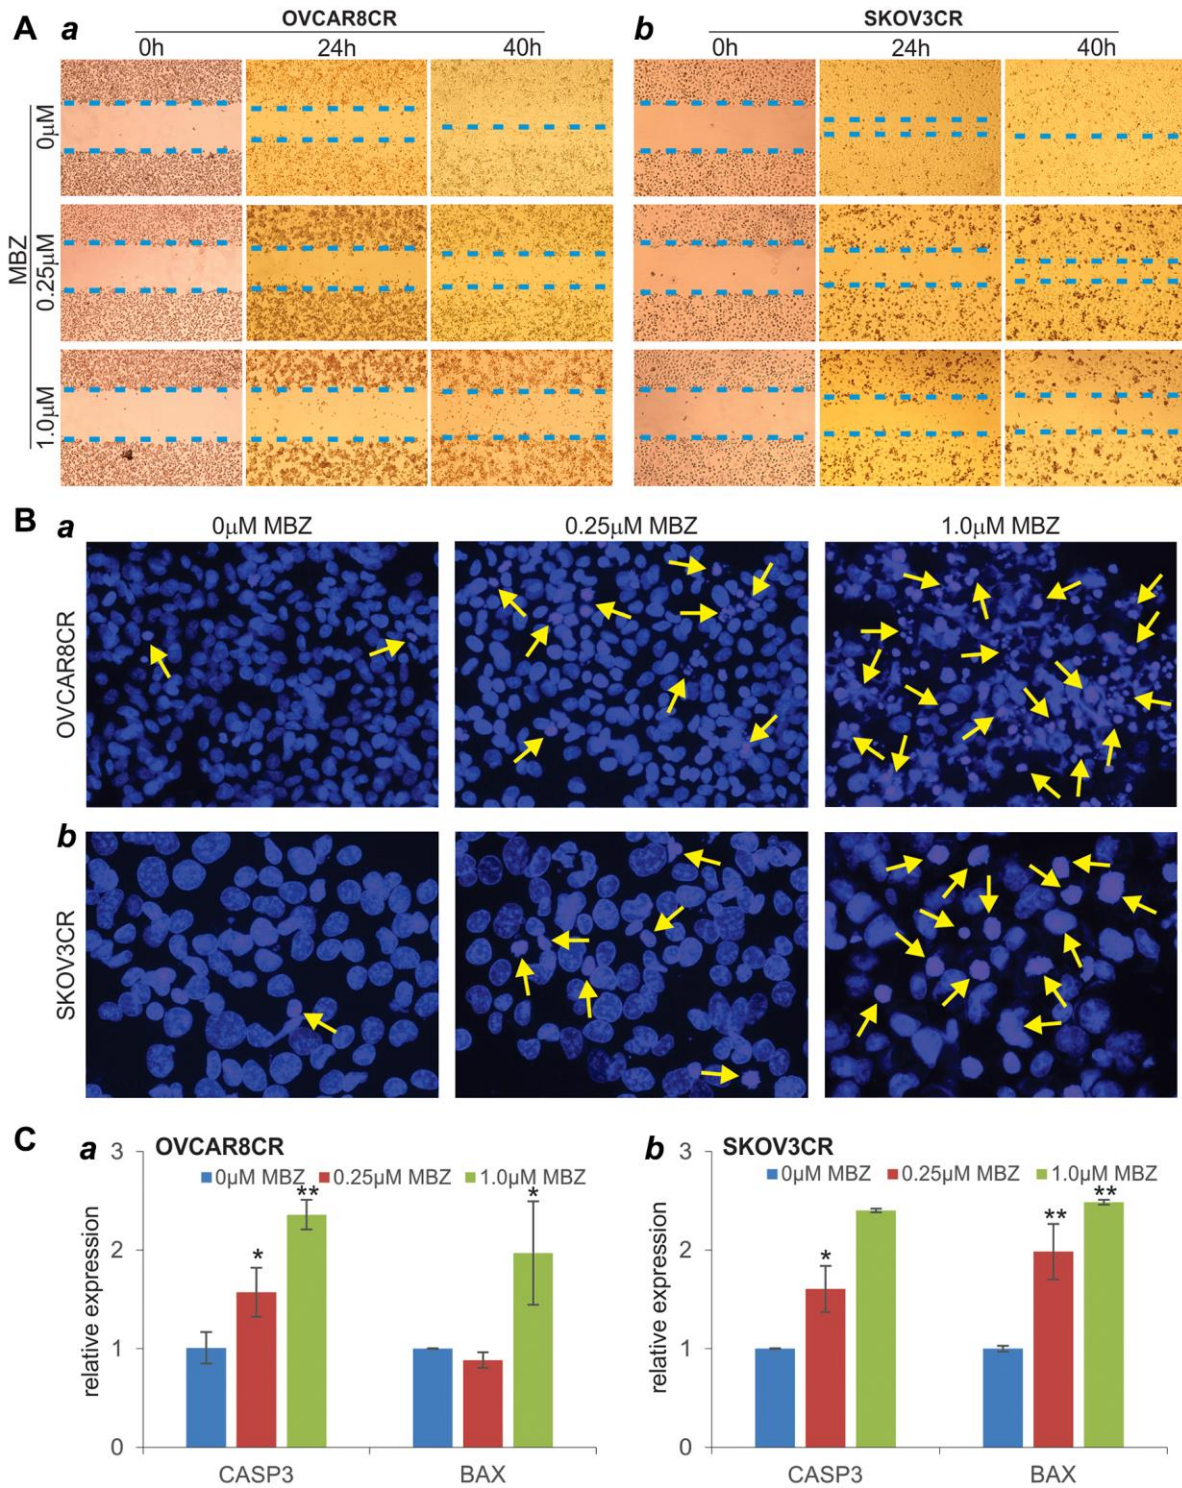 A a OVCAR8CR b SKOV3CR
0h 24h 40h 0h 24h 40h
MBZ
0μM
0.25μM
1.0μM
B a 0μM MBZ 0.25μM MBZ 1.0μM MBZ
OVCAR8CR
b
SKOV3CR
C a OVCAR8CR
0μM MBZ 0.25μM MBZ 1.0μM MBZ
relative expression
3
2
1
0
* ** *
CASP3 BAX
b SKOV3CR
0μM MBZ 0.25μM MBZ 1.0μM MBZ
relative expression
3
2
1
0
* ** **
CASP3 BAX